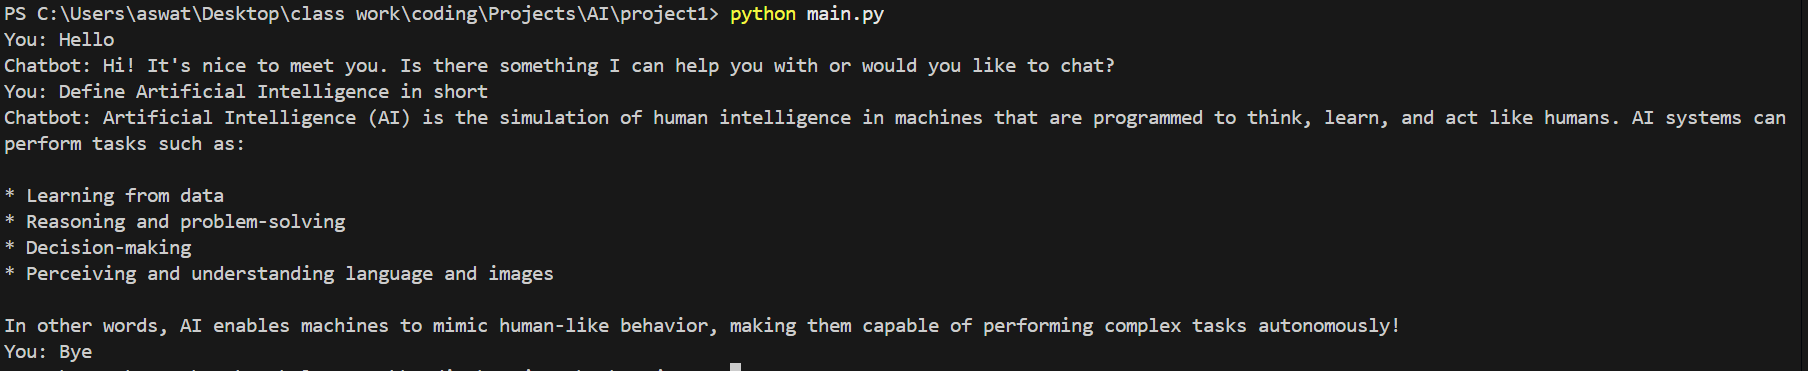 PS C:\Users\aswat\Desktop\class work\coding\Projects\AI\project1> python main.py
You: Hello
Chatbot: Hi! It's nice to meet you. Is there something I can help you with or would you like to chat?
You: Define Artificial Intelligence in short
Chatbot: Artificial Intelligence (AI) is the simulation of human intelligence in machines that are programmed to think, learn, and act like humans. AI systems can
perform tasks such as:
* Learning from data
* Reasoning and problem-solving
* Decision-making
* Perceiving and understanding language and images
In other words, AI enables machines to mimic human-like behavior, making them capable of performing complex tasks autonomously!
You: Bye